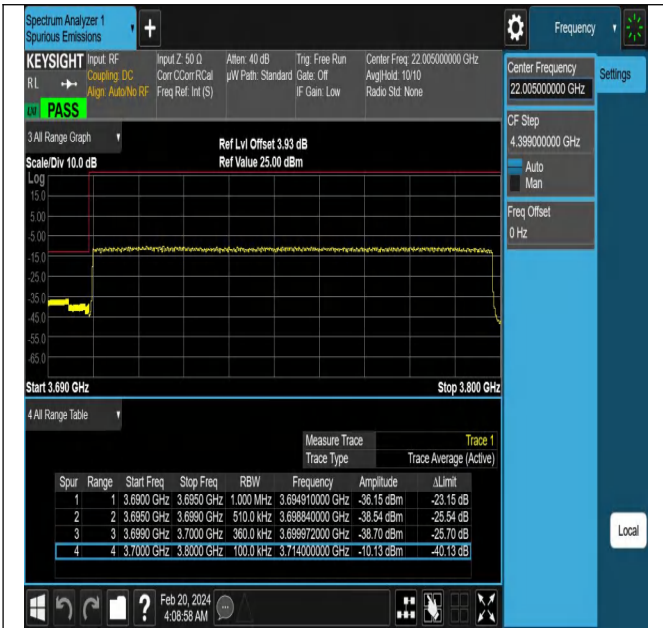 Spectrum Analyzer 1
Spurious Emissions
+
Frequency
KEYSIGHT
RL
Input: RF
Coupling: DC
Align: Auto/No RF
Input Z: 50 Ω
Corr CCorr RCal
Freq Ref: Int (S)
Atten: 40 dB
µW Path: Standard
Trig: Free Run
Gate: Off
IF Gain: Low
Center Freq: 22.005000000 GHz
Avg|Hold: 10/10
Radio Std: None
PASS
Center Frequency
22.005000000 GHz
Settings
CF Step
4.399000000 GHz
Auto
Man
Freq Offset
0 Hz
3 All Range Graph
Scale/Div 10.0 dB
Ref Lvl Offset 3.93 dB
Ref Value 25.00 dBm
Log
15.0
5.00
-5.00
-15.0
-25.0
-35.0
-45.0
-55.0
-65.0
Start 3.690 GHz Stop 3.800 GHz
4 All Range Table
Measure Trace Trace 1
Trace Type Trace Average (Active)
Spur Range Start Freq Stop Freq RBW Frequency Amplitude ΔLimit
1 1 3.6900 GHz 3.6950 GHz 1.000 MHz 3.694910000 GHz -36.15 dBm -23.15 dB
2 2 3.6950 GHz 3.6990 GHz 510.0 kHz 3.698840000 GHz -38.54 dBm -25.54 dB
3 3 3.6990 GHz 3.7000 GHz 360.0 kHz 3.699972000 GHz -38.70 dBm -25.70 dB
4 4 3.7000 GHz 3.8000 GHz 100.0 kHz 3.714000000 GHz -10.13 dBm -40.13 dB
Local
?
Feb 20, 2024
4:08:58 AM